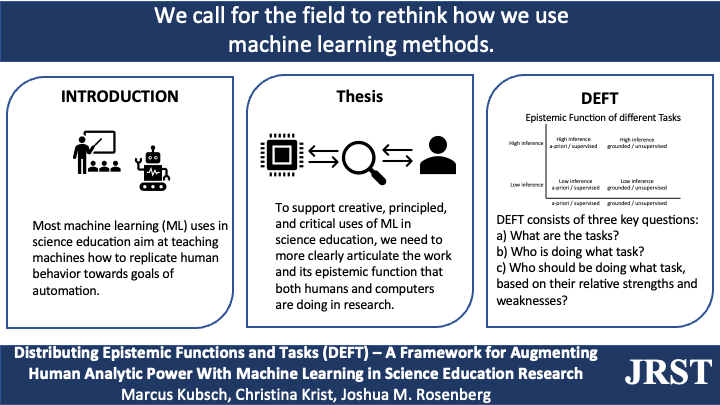 We call for the field to rethink how we use
machine learning methods.
INTRODUCTION
Most machine learning (ML) uses in
science education aim at teaching
machines how to replicate human
behavior towards goals of
automation.
Thesis
To support creative, principled,
and critical uses of ML in
science education, we need to
more clearly articulate the work
and its epistemic function that
both humans and computers
are doing in research.
DEFT
Epistemic Function of different Tasks
High inference
High inference
a-priori / supervised
High inference
grounded / unsupervised
Low inference
Low inference
a-priori / supervised
Low inference
grounded / unsupervised
a-priori / supervised
grounded / unsupervised
DEFT consists of three key questions:
a) What are the tasks?
b) Who is doing what task?
c) Who should be doing what task,
based on their relative strengths and
weaknesses?
Distributing Epistemic Functions and Tasks (DEFT) – A Framework for Augmenting
Human Analytic Power With Machine Learning in Science Education Research
Marcus Kubsch, Christina Krist, Joshua M. Rosenberg
JRST